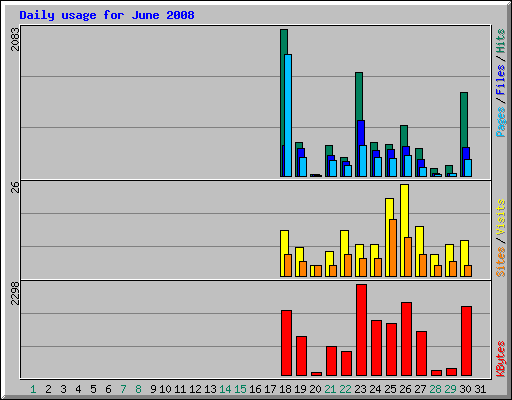 Daily usage for June 2008
2083
Pages / Files / Hits
26
Sites / Visits
2298
KBytes
1 2 3 4 5 6 7 8 9 10 11 12 13 14 15 16 17 18 19 20 21 22 23 24 25 26 27 28 29 30 31